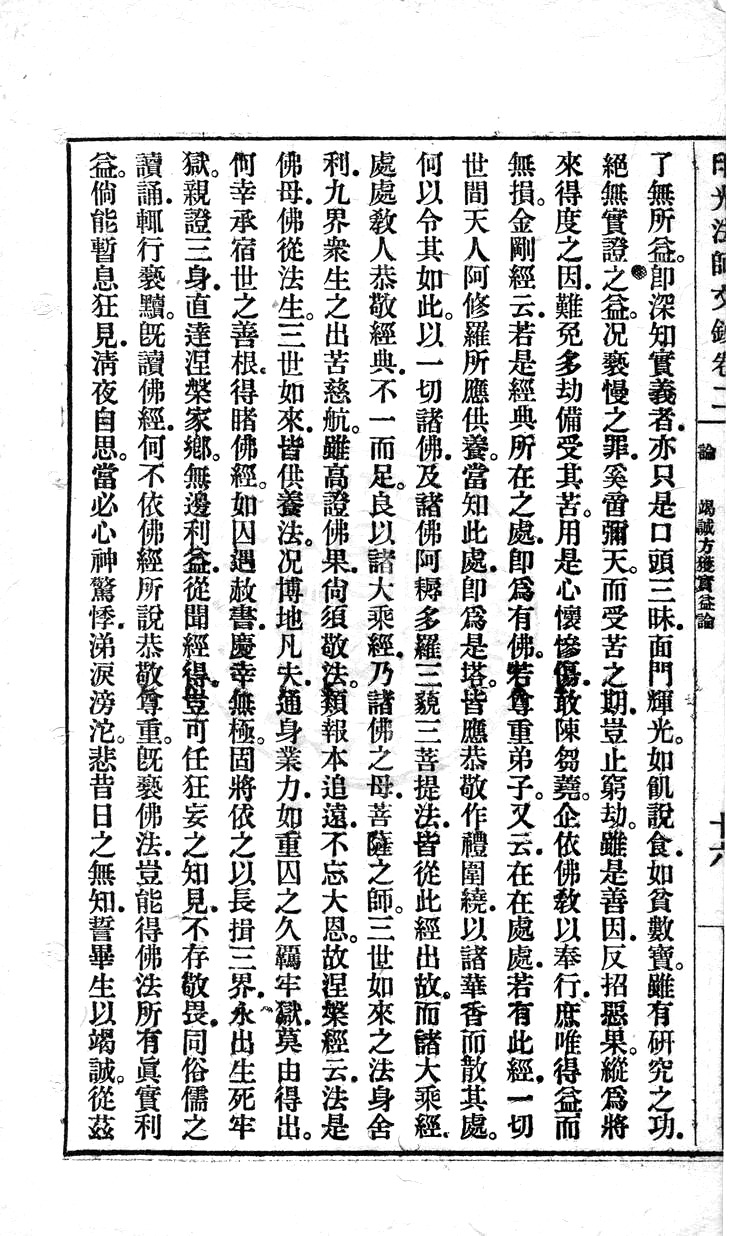 印光法師文鈔卷二 論 竭誠方獲實益論 十六
了無所益。卽深知實義者.亦只是口頭三昧.面門輝光。如飢說食.如貧數寶。雖有研究之功.
絕無實證之益。况褻慢之罪.奚啻彌天。而受苦之期.豈止窮劫。雖是善因.反招惡果。縱爲將
來得度之因.難免多劫備受其苦。用是心懷慘傷.敢陳芻蕘。企依佛敎以奉行.庶唯得益而
無損。金剛經云.若是經典所在之處.卽爲有佛。若尊重弟子。又云.在在處處.若有此經.一切
世間天人阿修羅所應供養。當知此處.卽爲是塔。皆應恭敬作禮圍繞.以諸華香而散其處。
何以令其如此。以一切諸佛.及諸佛阿耨多羅三藐三菩提法.皆從此經出故。而諸大乘經.
處處敎人恭敬經典.不一而足。良以諸大乘經.乃諸佛之母.菩薩之師。三世如來之法身舍
利.九界衆生之出苦慈航。雖高證佛果.尙須敬法。類報本追遠.不忘大恩。故涅槃經云.法是
佛母.佛從法生。三世如來.皆供養法。况博地凡夫.通身業力.如重囚之久羈牢獄.莫由得出。
何幸承宿世之善根.得睹佛經。如囚遇赦書.慶幸無極。固將依之以長揖三界.永出生死牢
獄。親證三身.直達涅槃家鄉。無邊利益.從聞經得。豈可任狂妄之知見.不存敬畏.同俗儒之
讀誦.輒行褻黷。旣讀佛經.何不依佛經所說恭敬尊重。旣褻佛法.豈能得佛法所有眞實利
益。倘能暫息狂見.淸夜自思。當必心神驚悸.涕淚滂沱。悲昔日之無知.誓畢生以竭誠。從茲